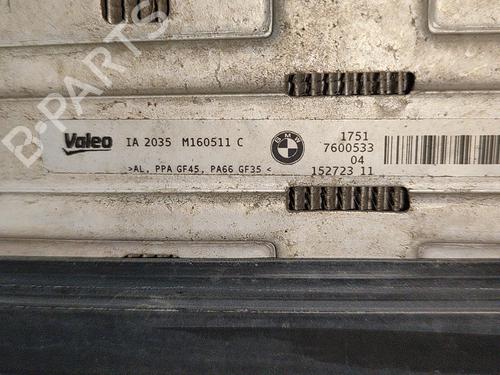 B-PARTS
Valeo IA 2035 M160511 C
>AL, PPA GF45, PA66 GF35<
BMW
1751
7600533
04
152723 11